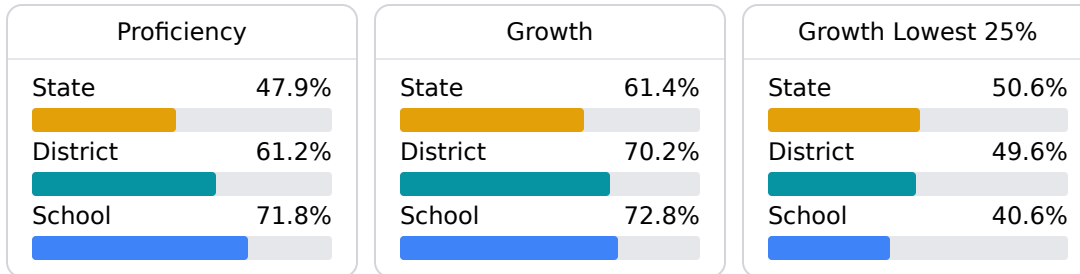 Proficiency
State 47.9%
District 61.2%
School 71.8%
Growth
State 61.4%
District 70.2%
School 72.8%
Growth Lowest 25%
State 50.6%
District 49.6%
School 40.6%